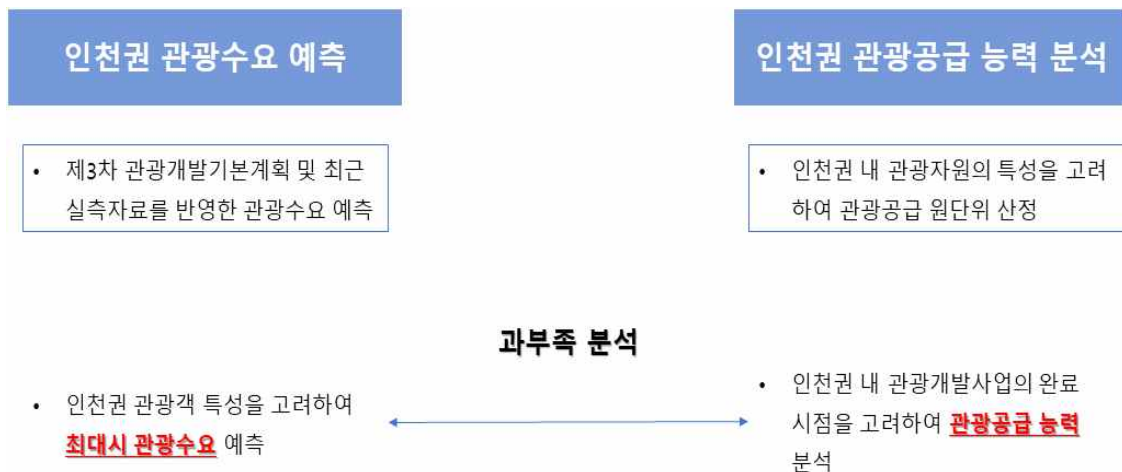 인천권 관광수요 예측
인천권 관광공급 능력 분석
• 제3차 관광개발기본계획 및 최근
실측자료를 반영한 관광수요 예측
• 인천권 내 관광자원의 특성을 고려
하여 관광공급 원단위 산정
과부족 분석
• 인천권 관광객 특성을 고려하여
최대시 관광수요 예측
• 인천권 내 관광개발사업의 완료
시점을 고려하여 관광공급 능력
분석